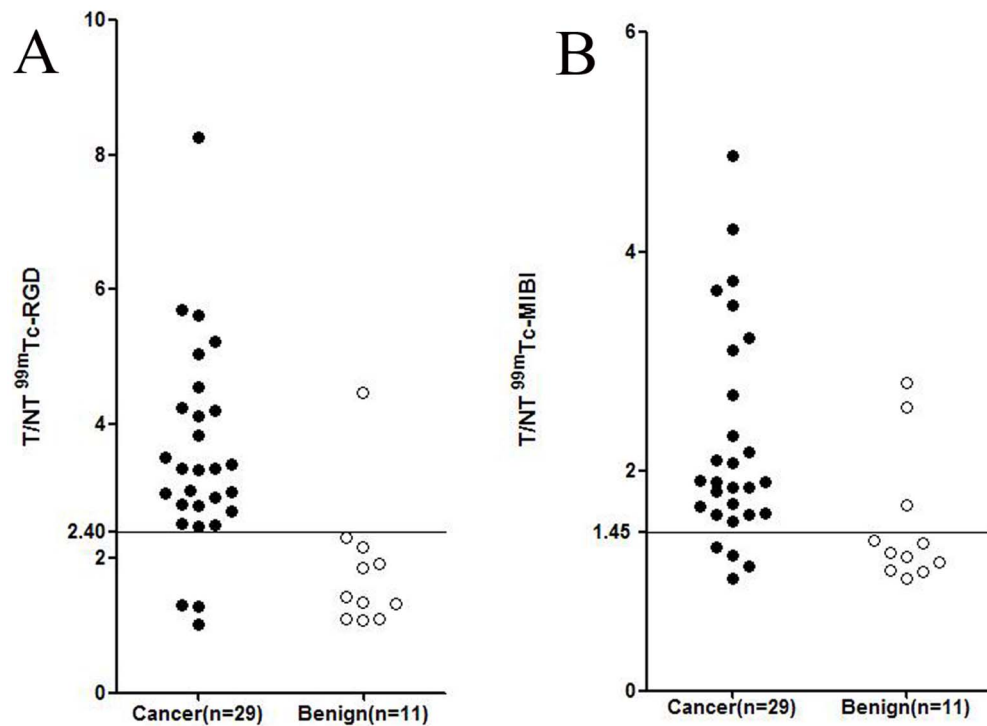 A
10
8
6
4
2.40
2
0
T/NT 99mTc-RGD
Cancer(n=29)
Benign(n=11)
B
6
4
2
1.45
0
T/NT 99mTc-MIBI
Cancer(n=29)
Benign(n=11)